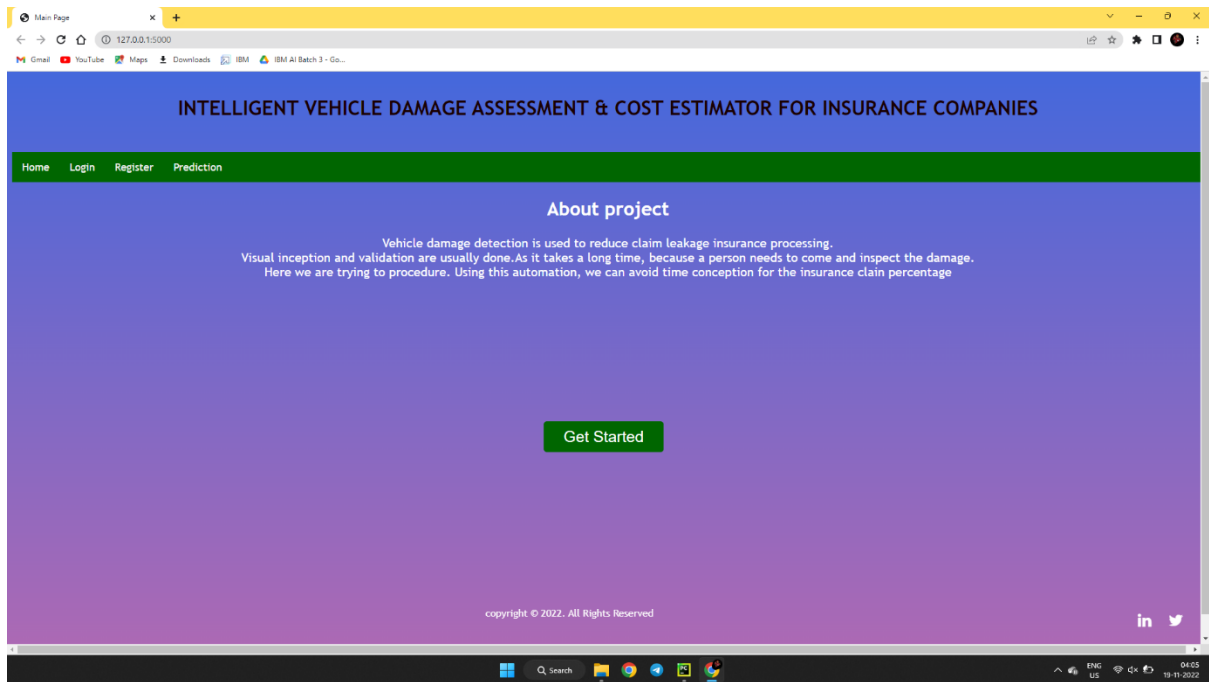 Main Page
127.0.0.1:5000
Gmail YouTube Maps Downloads IBM IBM AI Batch 3 - Go...
INTELLIGENT VEHICLE DAMAGE ASSESSMENT & COST ESTIMATOR FOR INSURANCE COMPANIES
Home Login Register Prediction
About project
Vehicle damage detection is used to reduce claim leakage insurance processing.
Visual inception and validation are usually done.As it takes a long time, because a person needs to come and inspect the damage.
Here we are trying to procedure. Using this automation, we can avoid time conception for the insurance clain percentage
Get Started
copyright © 2022. All Rights Reserved
in
Search
PC
ENG
US
04:05
19-11-2022